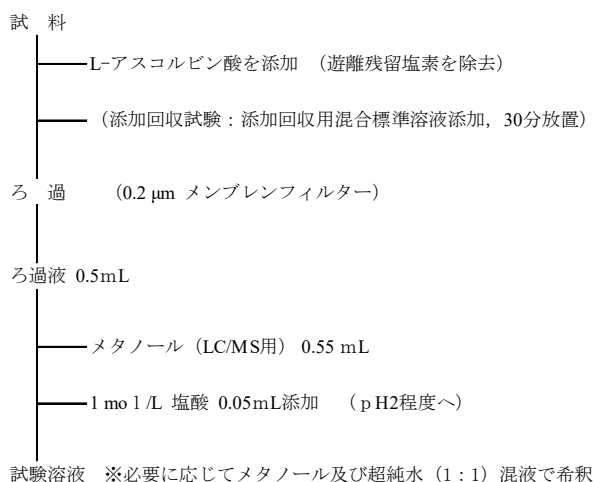 試　料
L-アスコルビン酸を添加　（遊離残留塩素を除去）
（添加回収試験：添加回収用混合標準溶液添加，30分放置）
ろ　過　　（0.2 μm メンブレンフィルター）
ろ過液 0.5mL
メタノール（LC/MS用） 0.55 mL
1 moｌ/L 塩酸 0.05mL添加　（ｐH2程度へ）
試験溶液　※必要に応じてメタノール及び超純水（1：1）混液で希釈